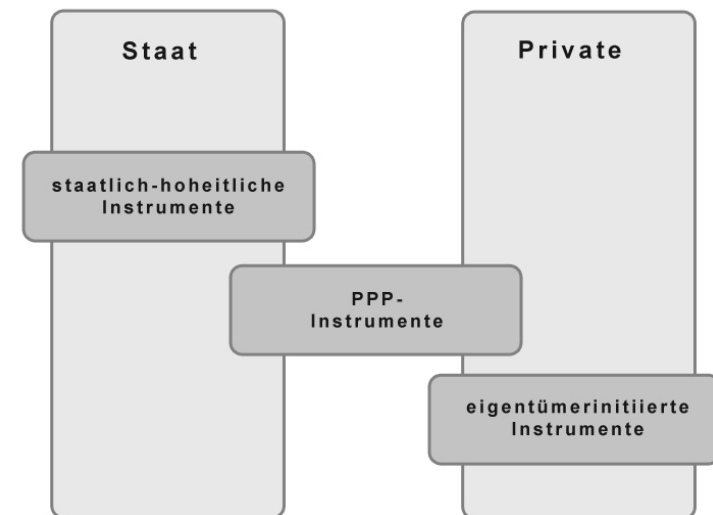 Staat
Private
staatlich-hoheitliche
Instrumente
PPP-
Instrumente
eigentümerinitiierte
Instrumente